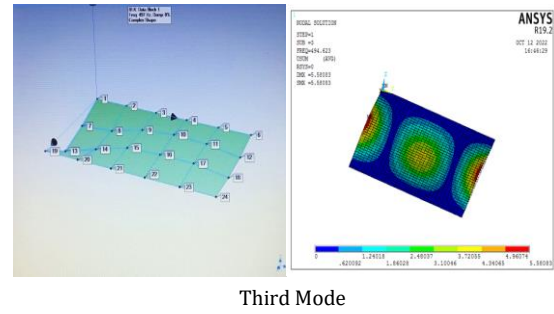 1
2
3
4
5
6
7
8
9
10
11
12
19
13
14
15
16
17
18
20
21
22
23
24
NODAL SOLUTION
STEP=1
SUB =3
FREQ=494.623
USUM (AVG)
RSYS=0
DMX =5.58083
SMX =5.58083
ANSYS
R19.2
OCT 12 2022
0
.620092
1.24018
1.86028
2.48037
3.10046
3.72055
4.34065
4.96074
5.58083
Third Mode